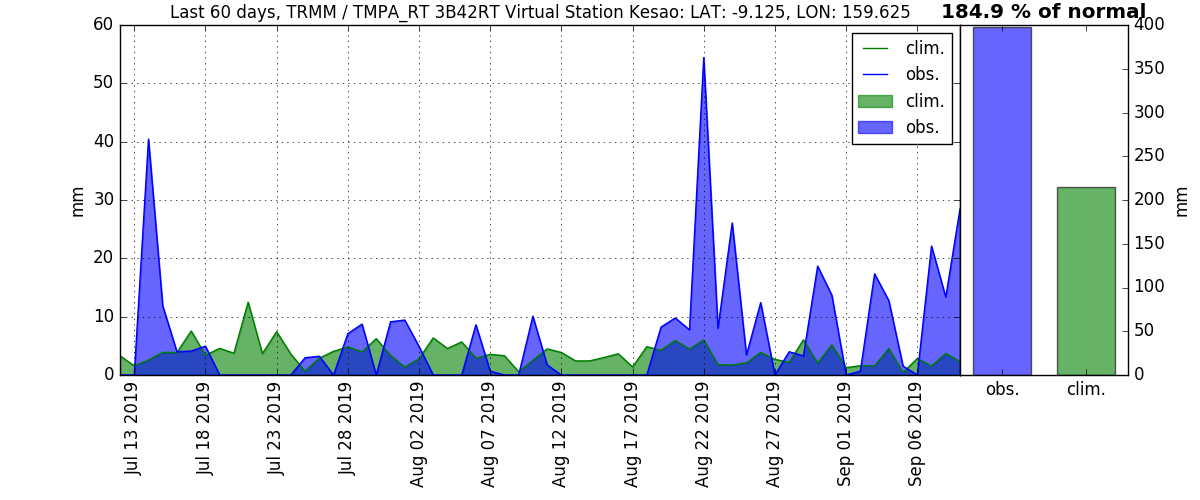 Last 60 days, TRMM / TMPA_RT 3B42RT Virtual Station Kesao: LAT: -9.125, LON: 159.625
184.9 % of normal
60
50
40
30
20
10
0
mm
clim.
obs.
clim.
obs.
Jul 13 2019
Jul 18 2019
Jul 23 2019
Jul 28 2019
Aug 02 2019
Aug 07 2019
Aug 12 2019
Aug 17 2019
Aug 22 2019
Aug 27 2019
Sep 01 2019
Sep 06 2019
400
350
300
250
200
150
100
50
0
mm
obs.
clim.